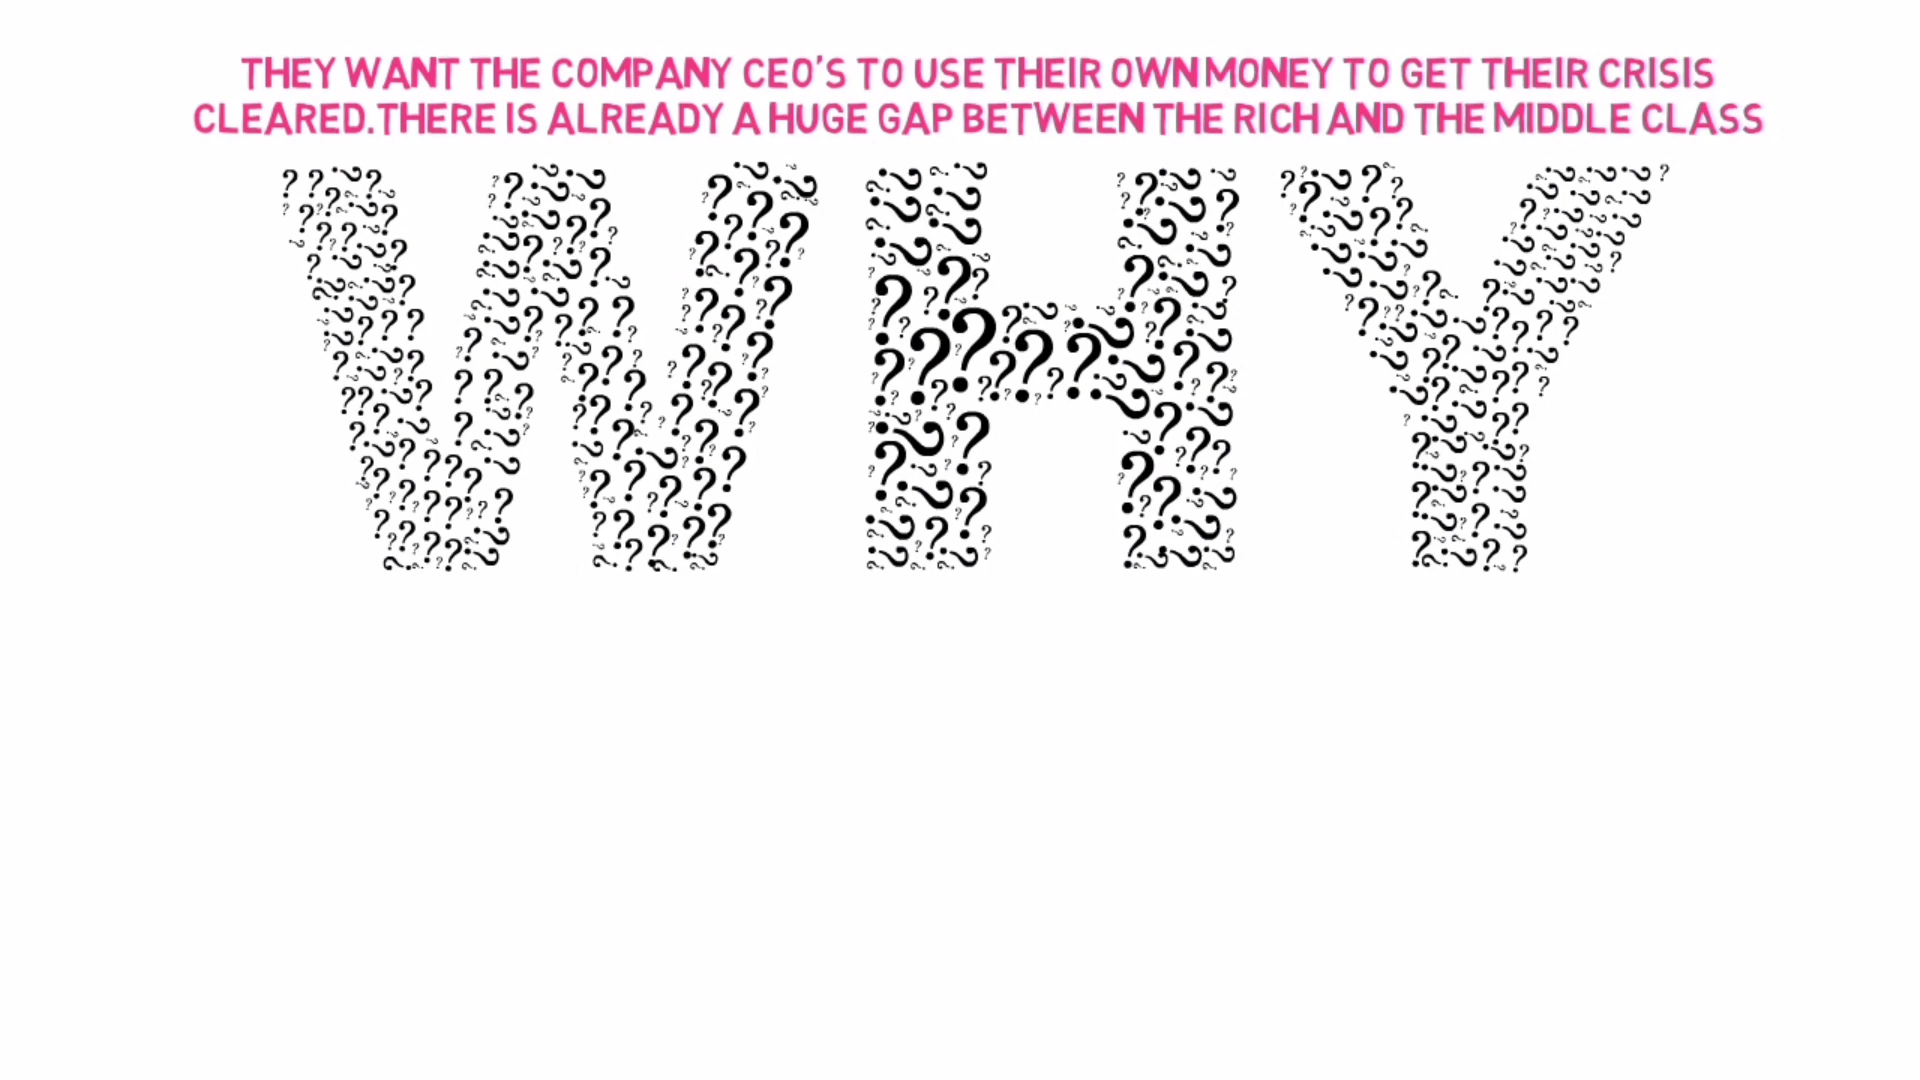 THEY WANT THE COMPANY CEO'S TO USE THEIR OWN MONEY TO GET THEIR CRISIS
CLEARED.THERE IS ALREADY A HUGE GAP BETWEEN THE RICH AND THE MIDDLE CLASS
WHY